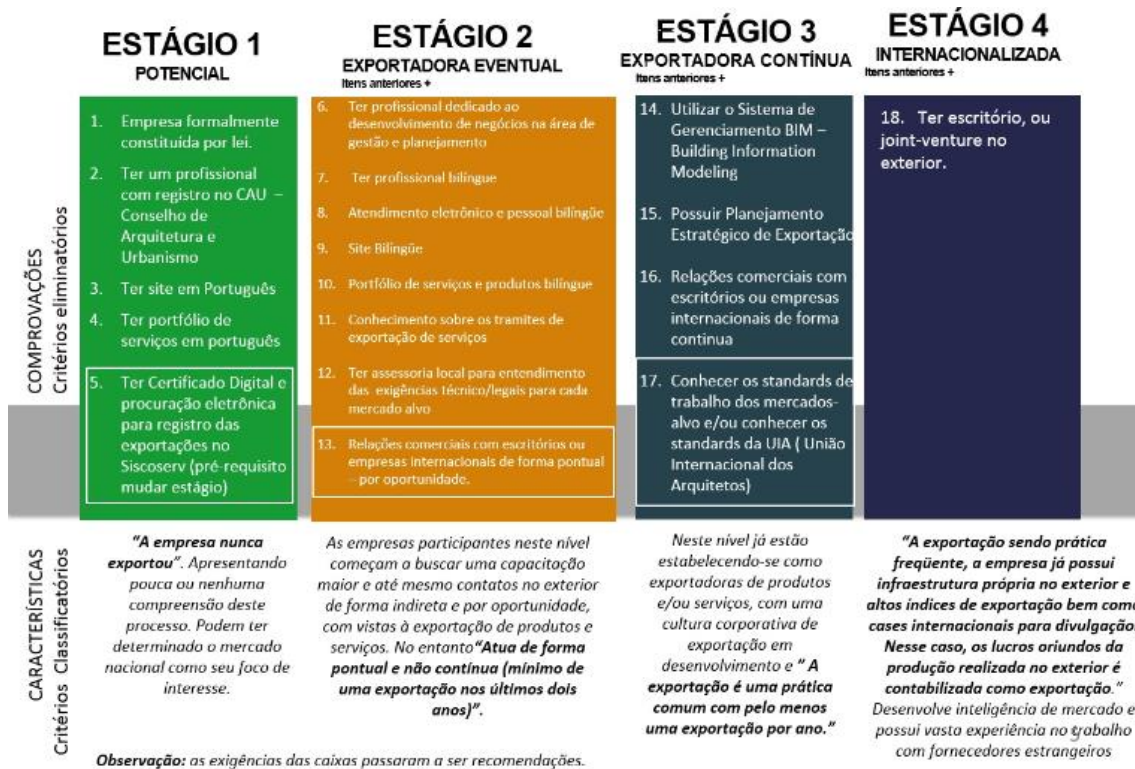 ESTÁGIO 1
POTENCIAL
1. Empresa formalmente
constituida por lei.
2. Ter um profissional
com registro no CAU –
Conselho de
Arquitetura e
Urbanismo
3. Ter site em Português
4. Ter portfólio de
serviços em português
5. Ter Certificado Digital e
procuração eletrônica
para registro das
exportações no
Siscoserv (pré-requisito
mudar estágio)
ESTÁGIO 2
EXPORTADORA EVENTUAL
Itens anteriores +
6. Ter profissional dedicado ao
desenvolvimento de negócios na área de
gestão e planejamento
7. Ter profissional bilíngue
8. Atendimento eletrônico e pessoal bilíngüe
9. Site Bilíngüe
10. Portfólio de serviços e produtos bilíngue
11. Conhecimento sobre os tramites de
exportação de serviços
12. Ter assessoria local para entendimento
das exigências técnico/legais para cada
mercado alvo
13. Relações comerciais com escritórios ou
empresas internacionais de forma pontual
– por oportunidade.
ESTÁGIO 3
EXPORTADORA CONTÍNUA
Itens anteriores +
14. Utilizar o Sistema de
Gerenciamento BIM –
Building Information
Modeling
15. Possuir Planejamento
Estratégico de Exportação
16. Relações comerciais com
escritórios ou empresas
internacionais de forma
continua
17. Conhecer os standards de
trabalho dos mercados-
alvo e/ou conhecer os
standards da UIA ( União
Internacional dos
Arquitetos)
ESTÁGIO 4
INTERNACIONALIZADA
Itens anteriores +
18. Ter escritório, ou
joint-venture no
exterior.
COMPROVAÇÕES
Critérios eliminatórios
CARACTERÍSTICAS
Critérios Classificatórios
"A empresa nunca
exportou". Apresentando
pouca ou nenhuma
compreensão deste
processo. Podem ter
determinado o mercado
nacional como seu foco de
interesse.
As empresas participantes neste nível
começam a buscar uma capacitação
maior e até mesmo contatos no exterior
de forma indireta e por oportunidade,
com vistas à exportação de produtos e
serviços. No entanto "Atua de forma
pontual e não contínua (mínimo de
uma exportação nos últimos dois
anos)".
Neste nível já estão
estabelecendo-se como
exportadoras de produtos
e/ou serviços, com uma
cultura corporativa de
exportação em
desenvolvimento e " A
exportação é uma prática
comum com pelo menos
uma exportação por ano."
"A exportação sendo prática
freqüente, a empresa já possui
infraestrutura própria no exterior e
altos indices de exportação bem como
cases internacionais para divulgação.
Nesse caso, os lucros oriundos da
produção realizada no exterior é
contabilizada como exportação."
Desenvolve inteligência de mercado e
possui vasta experiência no trabalho
com fornecedores estrangeiros
Observação: as exigências das caixas passaram a ser recomendações.